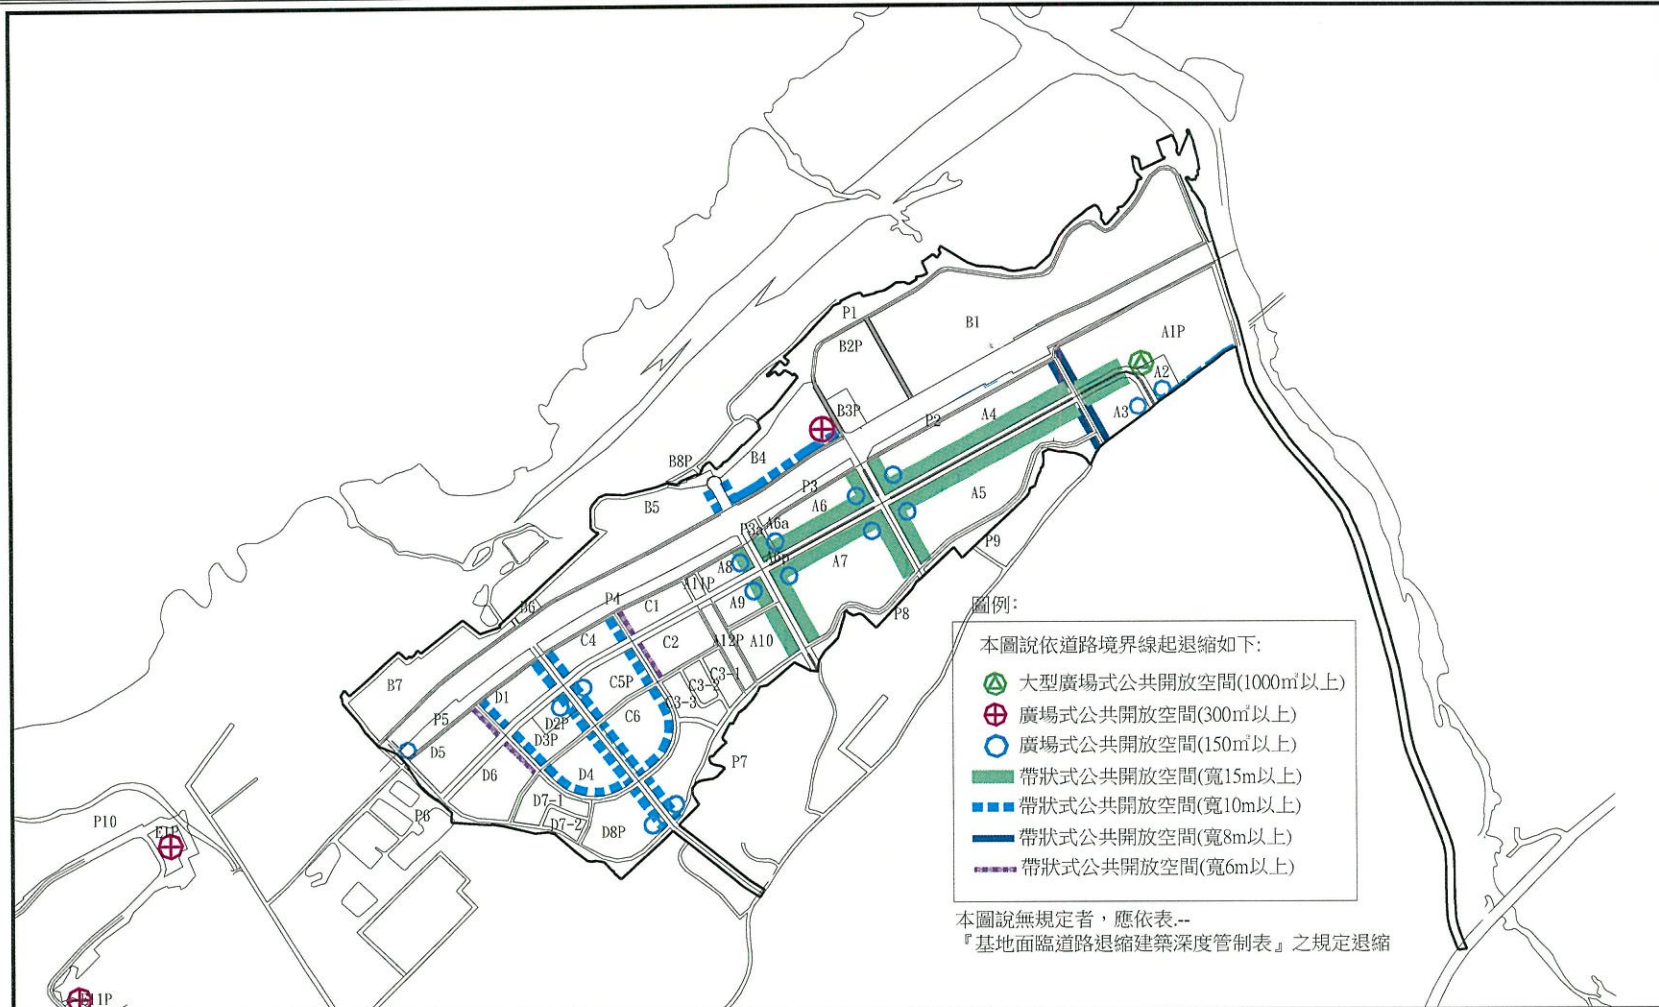 P1
B1
B2P
A1P
A2
B3P
A3
A4
P2
B4
B8P
P3
A5
B5
A6
A6a
P3a
A6p
P9
A7
A8
A11P
B6
P4
C1
A9
P8
C4
C2
A12P
A10
B7
C5P
C3-2
C3-1
D1
C3-3
P5
D2P
C6
D3P
D5
D6
D4
P7
D7-1
D7-2
P6
D8P
P10
E1P
圖例:
本圖說依道路境界線起退縮如下:
大型廣場式公共開放空間(1000㎡以上)
廣場式公共開放空間(300㎡以上)
廣場式公共開放空間(150㎡以上)
帶狀式公共開放空間(寬15m以上)
帶狀式公共開放空間(寬10m以上)
帶狀式公共開放空間(寬8m以上)
帶狀式公共開放空間(寬6m以上)
本圖說無規定者，應依表.--
『基地面臨道路退縮建築深度管制表』之規定退縮